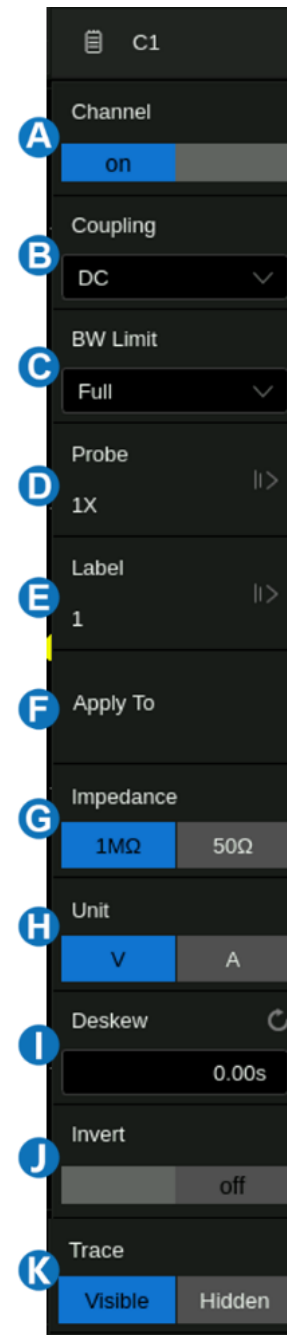 C1
A
Channel
on
B
Coupling
DC
C
BW Limit
Full
D
Probe
1X
E
Label
1
F
Apply To
G
Impedance
1MΩ 50Ω
H
Unit
V A
I
Deskew
0.00s
J
Invert
off
K
Trace
Visible Hidden